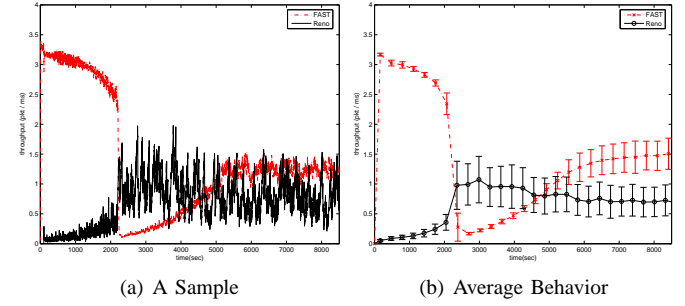 4
3.5
3
2.5
2
1.5
1
0.5
0
throughput (pkt / ms)
FAST
Reno
0 1000 2000 3000 4000 5000 6000 7000 8000
time(sec)
(a) A Sample
4
3.5
3
2.5
2
1.5
1
0.5
0
throughput (pkt / ms)
FAST
Reno
0 1000 2000 3000 4000 5000 6000 7000 8000
time(sec)
(b) Average Behavior